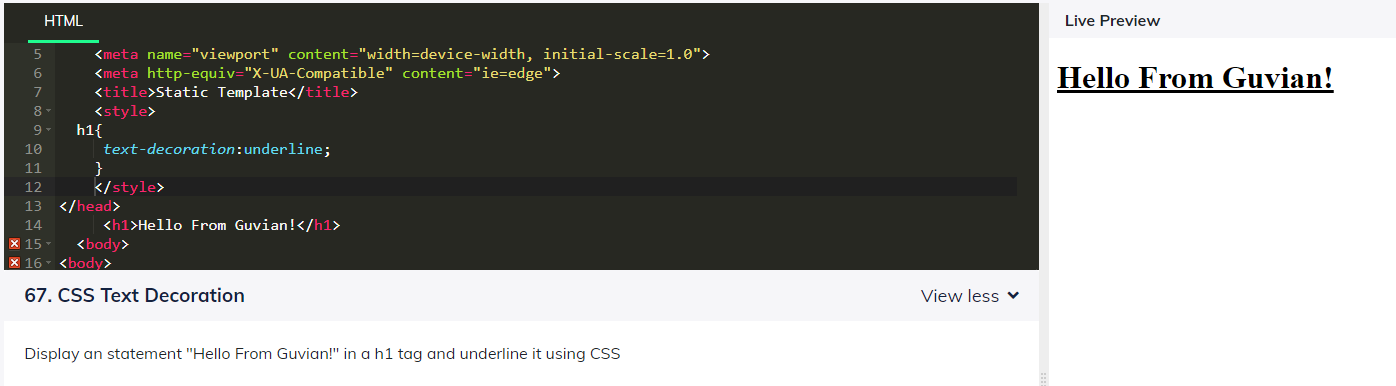 HTML
Live Preview
5 <meta name="viewport" content="width=device-width, initial-scale=1.0">
6 <meta http-equiv="X-UA-Compatible" content="ie=edge">
7 <title>Static Template</title>
8 <style>
9 h1{
10 text-decoration:underline;
11 }
12 </style>
13 </head>
14 <h1>Hello From Guvian!</h1>
15 <body>
16 <body>
Hello From Guvian!
67. CSS Text Decoration
View less
Display an statement "Hello From Guvian!" in a h1 tag and underline it using CSS